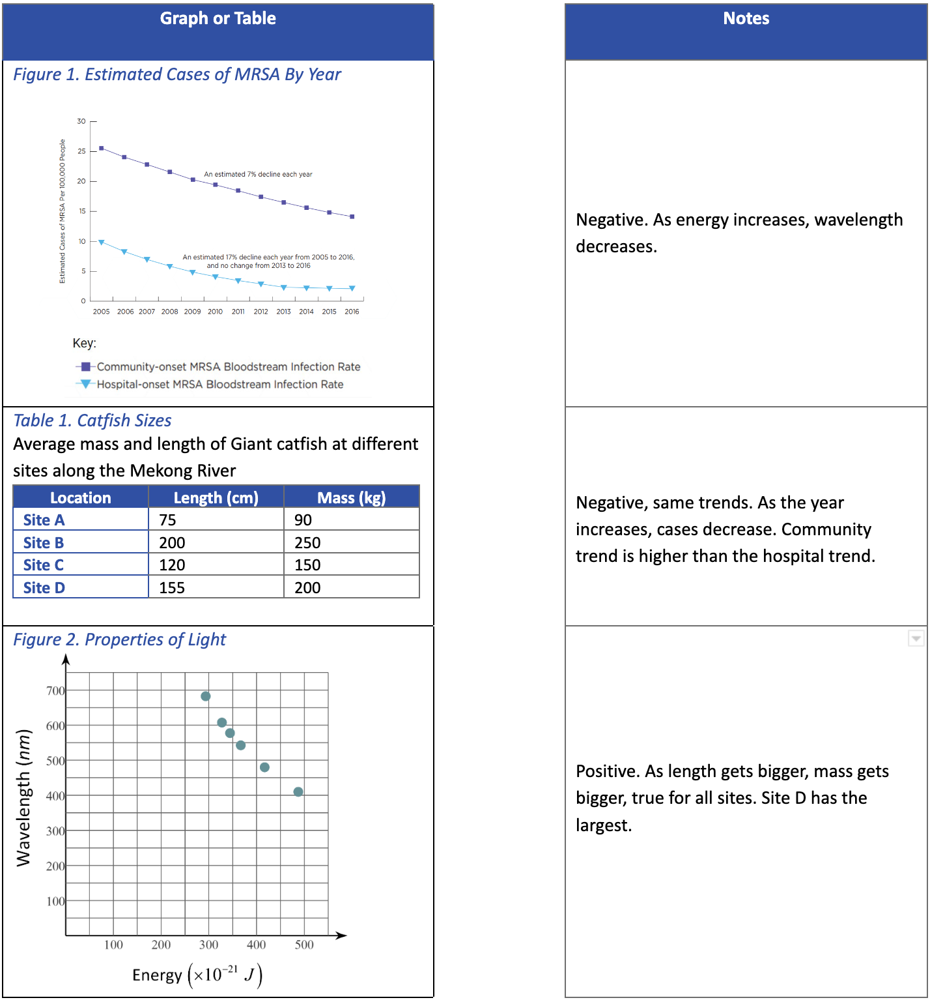 Graph or Table
Notes
Figure 1. Estimated Cases of MRSA By Year
Estimated Cases of MRSA Per 100,000 People
30
25
20
15
10
5
0
An estimated 7% decline each year
An estimated 17% decline each year from 2005 to 2016,
and no change from 2013 to 2016
2005 2006 2007 2008 2009 2010 2011 2012 2013 2014 2015 2016
Key:
Community-onset MRSA Bloodstream Infection Rate
Hospital-onset MRSA Bloodstream Infection Rate
Negative. As energy increases, wavelength
decreases.
Table 1. Catfish Sizes
Average mass and length of Giant catfish at different
sites along the Mekong River
Location Length (cm) Mass (kg)
Site A 75 90
Site B 200 250
Site C 120 150
Site D 155 200
Negative, same trends. As the year
increases, cases decrease. Community
trend is higher than the hospital trend.
Figure 2. Properties of Light
Wavelength (nm)
700
600
500
400
300
200
100
100 200 300 400 500
Energy (×10⁻²¹ J)
Positive. As length gets bigger, mass gets
bigger, true for all sites. Site D has the
largest.